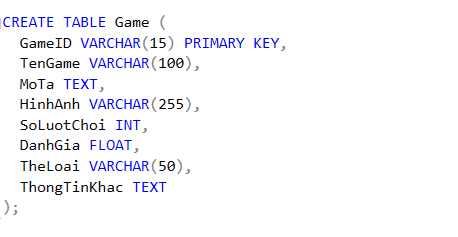 CREATE TABLE Game (
  GameID VARCHAR(15) PRIMARY KEY,
  TenGame VARCHAR(100),
  MoTa TEXT,
  HinhAnh VARCHAR(255),
  SoLuotChoi INT,
  DanhGia FLOAT,
  TheLoai VARCHAR(50),
  ThongTinKhac TEXT
);